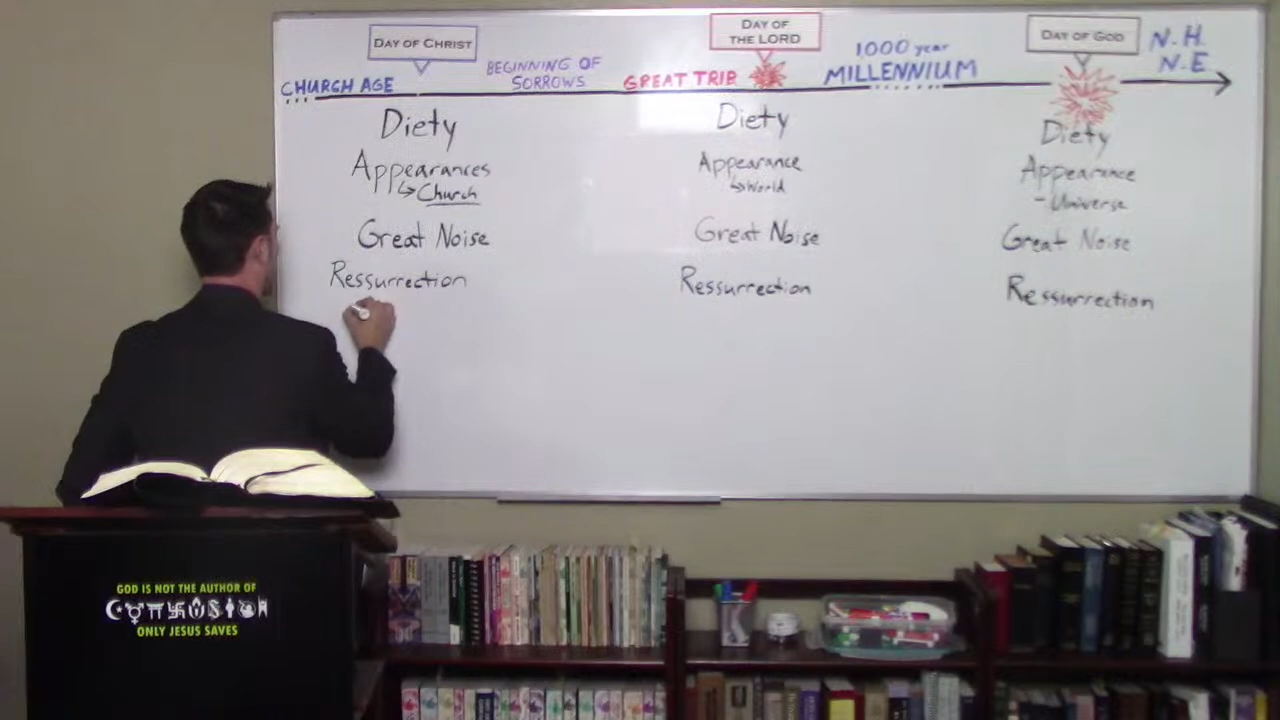 DAY OF CHRIST
DAY OF
THE LORD
DAY OF GOD
CHURCH AGE
BEGINNING OF
SORROWS
GREAT TRIB
1000 year
MILLENNIUM
N.H.
N.E.
Diety
Appearances
↳Church
Great Noise
Ressurrection
Diety
Appearance
↳World
Great Noise
Ressurrection
Diety
Appearance
- Universe
Great Noise
Ressurrection
GOD IS NOT THE AUTHOR OF
ONLY JESUS SAVES